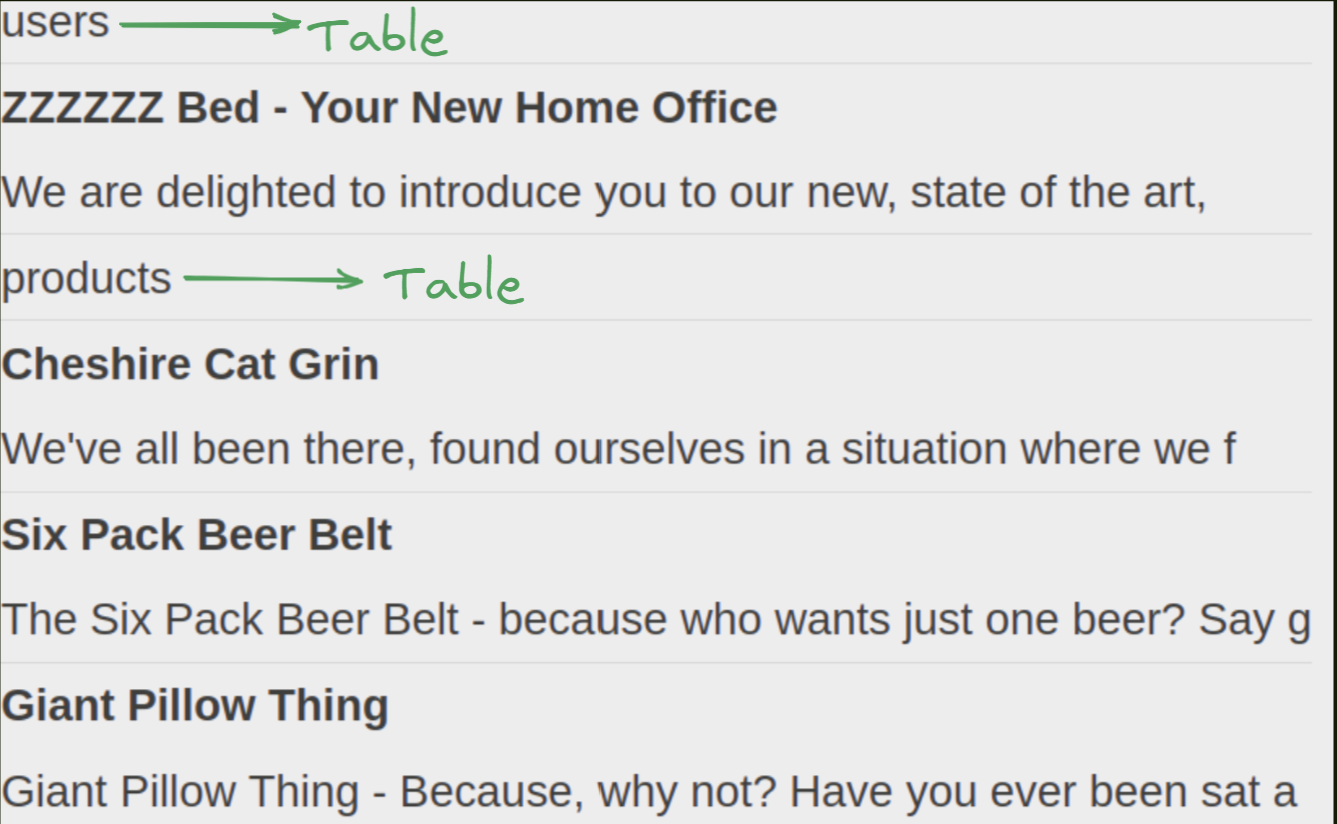 users Table
ZZZZZZ Bed - Your New Home Office
We are delighted to introduce you to our new, state of the art,
products Table
Cheshire Cat Grin
We've all been there, found ourselves in a situation where we f
Six Pack Beer Belt
The Six Pack Beer Belt - because who wants just one beer? Say g
Giant Pillow Thing
Giant Pillow Thing - Because, why not? Have you ever been sat a